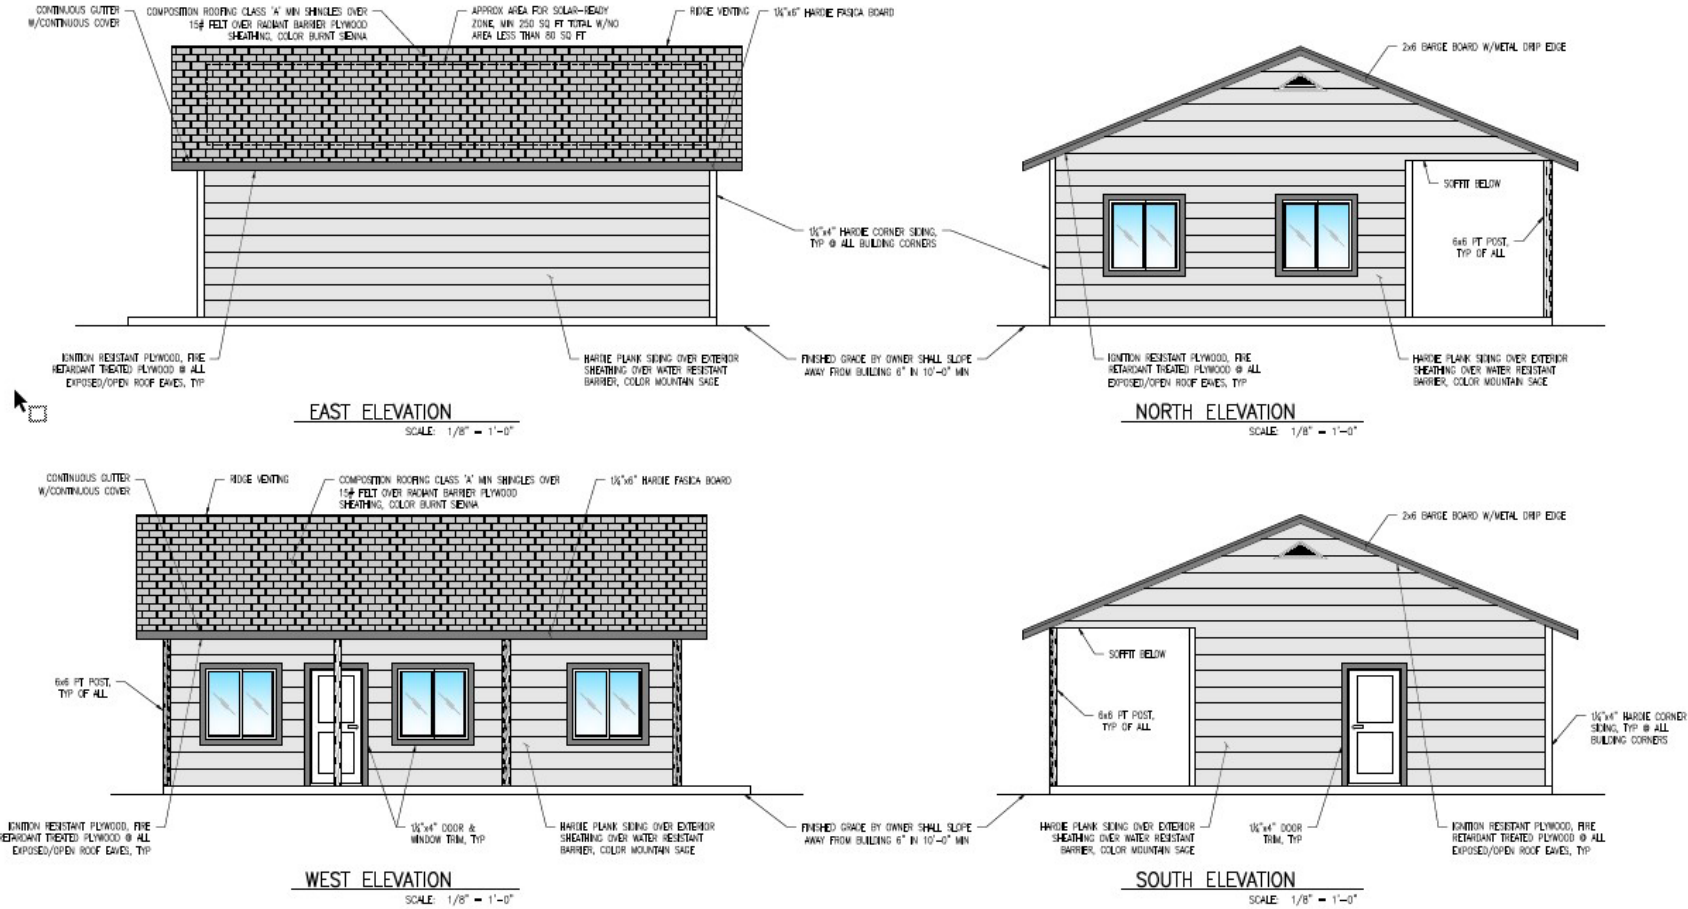 CONTINUOUS GUTTER
W/CONTINUOUS COVER
COMPOSITION ROOFING CLASS 'A' MIN SHINGLES OVER
15# FELT OVER RADIANT BARRIER PLYWOOD
SHEATHING, COLOR BURNT SIENNA
APPROX AREA FOR SOLAR-READY
ZONE, MIN 250 SQ FT TOTAL W/NO
AREA LESS THAN 80 SQ FT
RIDGE VENTING
1¼"x6" HARDIE FASICA BOARD
2x6 BARGE BOARD W/METAL DRIP EDGE
SOFFIT BELOW
1¼"x4" HARDIE CORNER SIDING,
TYP @ ALL BUILDING CORNERS
6x6 PT POST,
TYP OF ALL
IGNITION RESISTANT PLYWOOD, FIRE
RETARDANT TREATED PLYWOOD @ ALL
EXPOSED/OPEN ROOF EAVES, TYP
HARDIE PLANK SIDING OVER EXTERIOR
SHEATHING OVER WATER RESISTANT
BARRIER, COLOR MOUNTAIN SAGE
FINISHED GRADE BY OWNER SHALL SLOPE
AWAY FROM BUILDING 6" IN 10'-0" MIN
IGNITION RESISTANT PLYWOOD, FIRE
RETARDANT TREATED PLYWOOD @ ALL
EXPOSED/OPEN ROOF EAVES, TYP
HARDIE PLANK SIDING OVER EXTERIOR
SHEATHING OVER WATER RESISTANT
BARRIER, COLOR MOUNTAIN SAGE
EAST ELEVATION
SCALE: 1/8" = 1'-0"
NORTH ELEVATION
SCALE: 1/8" = 1'-0"
CONTINUOUS GUTTER
W/CONTINUOUS COVER
RIDGE VENTING
COMPOSITION ROOFING CLASS 'A' MIN SHINGLES OVER
15# FELT OVER RADIANT BARRIER PLYWOOD
SHEATHING, COLOR BURNT SIENNA
1¼"x6" HARDIE FASICA BOARD
2x6 BARGE BOARD W/METAL DRIP EDGE
6x6 PT POST,
TYP OF ALL
SOFFIT BELOW
6x6 PT POST,
TYP OF ALL
1¼"x4" HARDIE CORNER
SIDING, TYP @ ALL
BUILDING CORNERS
IGNITION RESISTANT PLYWOOD, FIRE
RETARDANT TREATED PLYWOOD @ ALL
EXPOSED/OPEN ROOF EAVES, TYP
1¼"x4" DOOR &
WINDOW TRIM, TYP
HARDIE PLANK SIDING OVER EXTERIOR
SHEATHING OVER WATER RESISTANT
BARRIER, COLOR MOUNTAIN SAGE
FINISHED GRADE BY OWNER SHALL SLOPE
AWAY FROM BUILDING 6" IN 10'-0" MIN
HARDIE PLANK SIDING OVER EXTERIOR
SHEATHING OVER WATER RESISTANT
BARRIER, COLOR MOUNTAIN SAGE
1¼"x4" DOOR
TRIM, TYP
IGNITION RESISTANT PLYWOOD, FIRE
RETARDANT TREATED PLYWOOD @ ALL
EXPOSED/OPEN ROOF EAVES, TYP
WEST ELEVATION
SCALE: 1/8" = 1'-0"
SOUTH ELEVATION
SCALE: 1/8" = 1'-0"